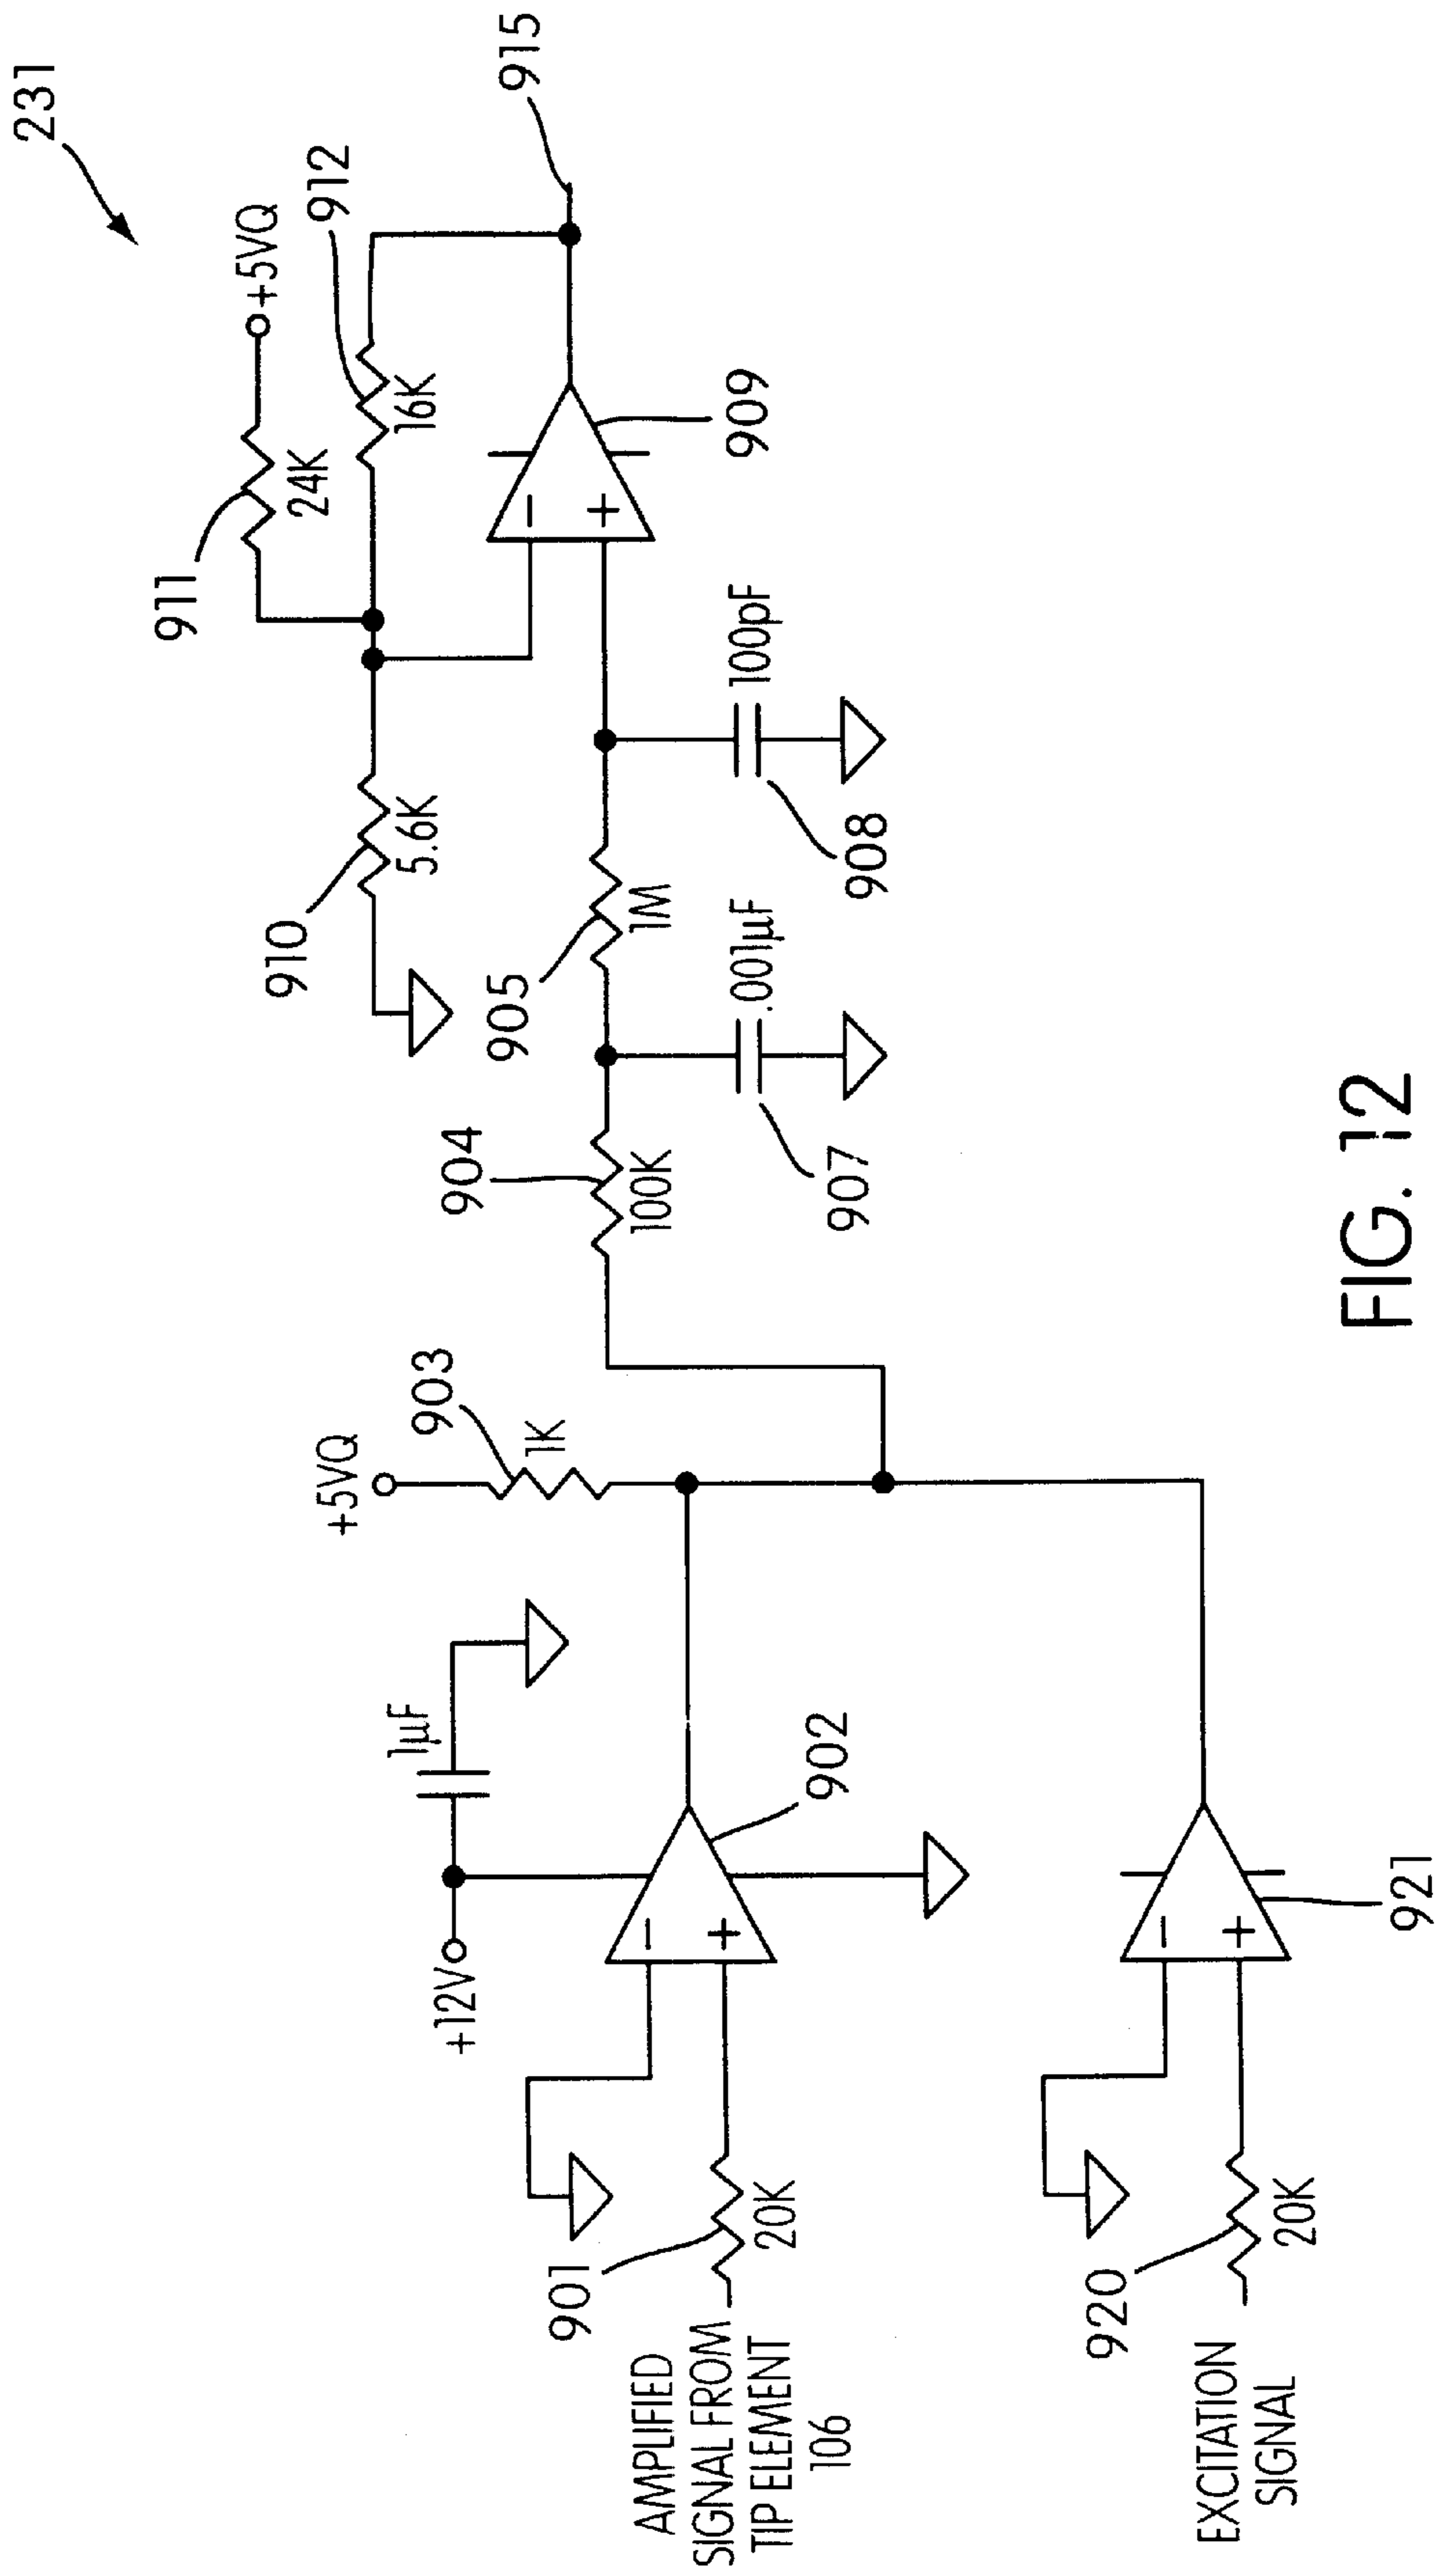 231
+5VQ
911
24K
912
16K
915
910
5.6K
909
−
+
+5VQ
903
1K
904
100K
905
1M
.001µF
907
100pF
908
+12V
1µF
902
−
+
901
20K
AMPLIFIED
SIGNAL FROM
TIP ELEMENT
106
921
−
+
920
20K
EXCITATION
SIGNAL
FIG. 12